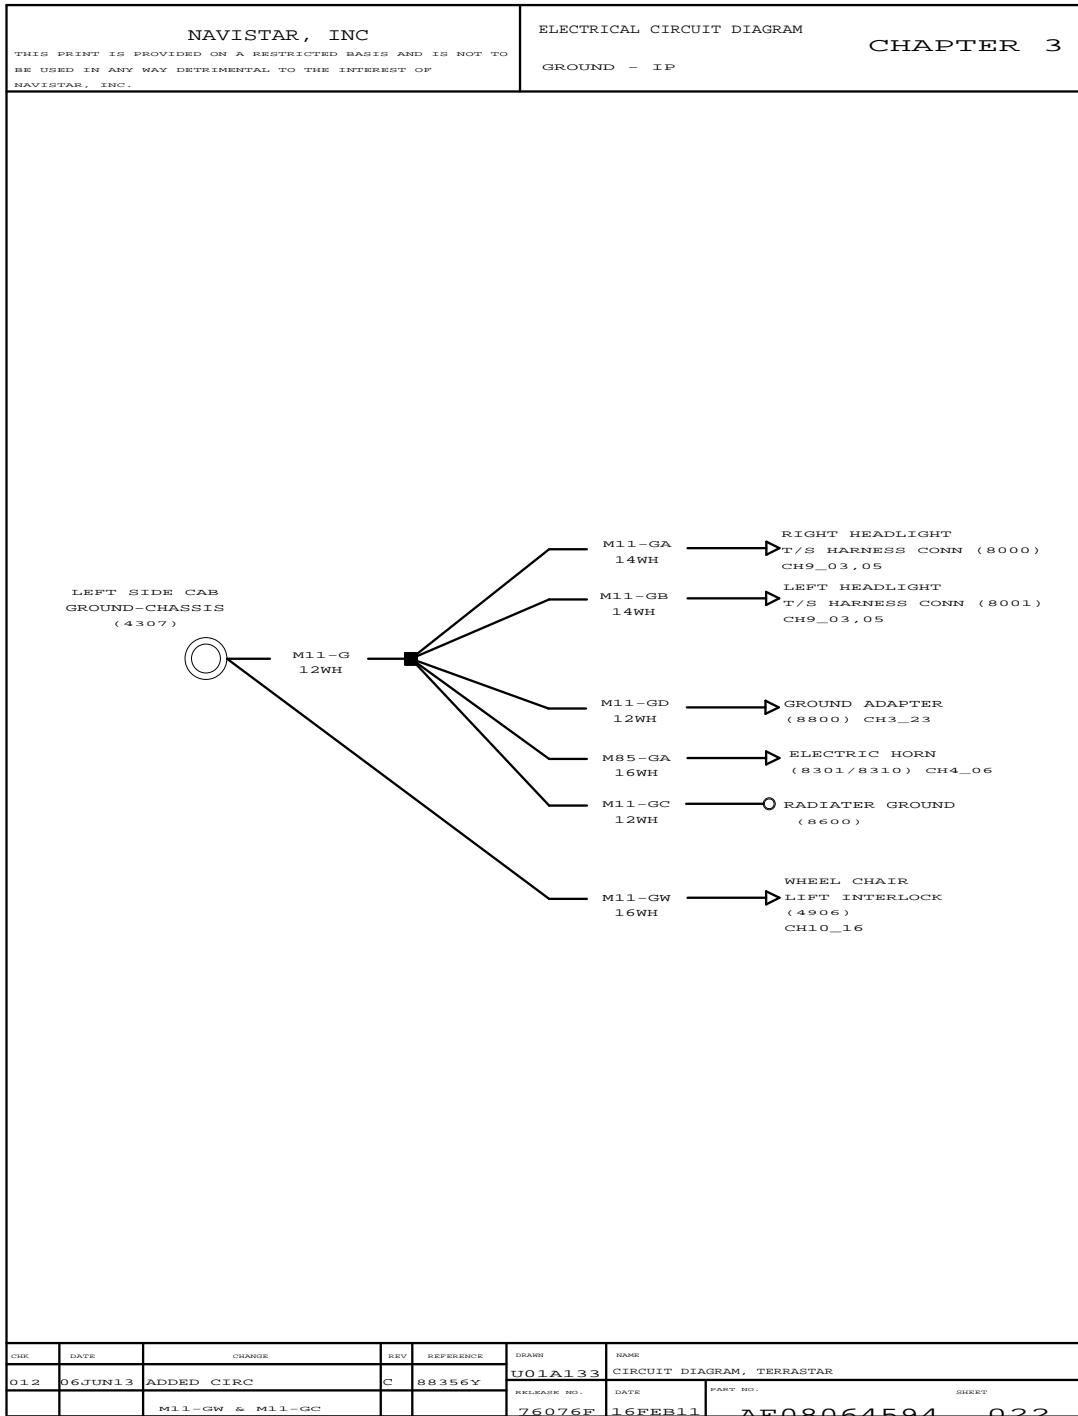 NAVISTAR, INC
THIS PRINT IS PROVIDED ON A RESTRICTED BASIS AND IS NOT TO
BE USED IN ANY WAY DETRIMENTAL TO THE INTEREST OF
NAVISTAR, INC.
ELECTRICAL CIRCUIT DIAGRAM
GROUND - IP
CHAPTER 3
LEFT SIDE CAB
GROUND-CHASSIS
(4307)
M11-G
12WH
M11-GA
14WH
RIGHT HEADLIGHT
T/S HARNESS CONN (8000)
CH9_03,05
M11-GB
14WH
LEFT HEADLIGHT
T/S HARNESS CONN (8001)
CH9_03,05
M11-GD
12WH
GROUND ADAPTER
(8800) CH3_23
M85-GA
16WH
ELECTRIC HORN
(8301/8310) CH4_06
M11-GC
12WH
RADIATER GROUND
(8600)
M11-GW
16WH
WHEEL CHAIR
LIFT INTERLOCK
(4906)
CH10_16
CHK DATE CHANGE REV REFERENCE
012 06JUN13 ADDED CIRC C 88356Y
M11-GW & M11-GC
DRAWN
U01A133
NAME
CIRCUIT DIAGRAM, TERRASTAR
RELEASE NO.
76076F
DATE
16FEB11
PART NO. SHEET
AE08064594 022